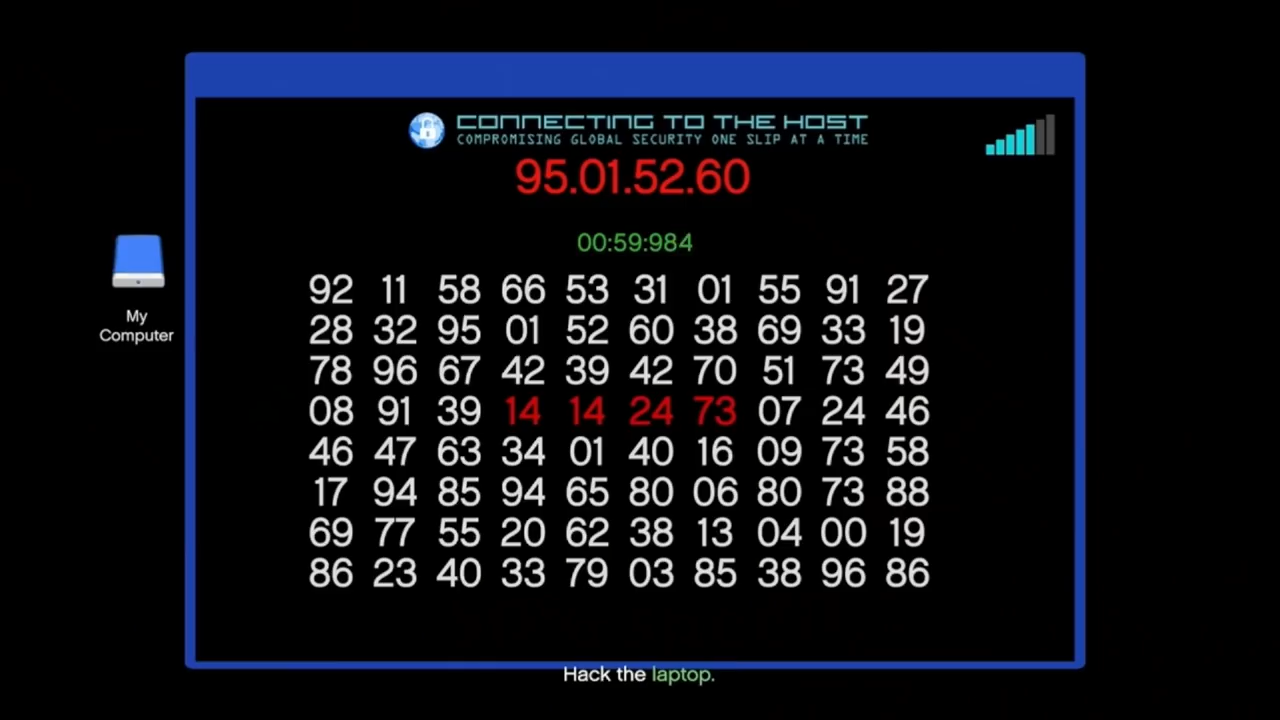 CONNECTING TO THE HOST
COMPROMISING GLOBAL SECURITY ONE SLIP AT A TIME
95.01.52.60
00:59:984
92 11 58 66 53 31 01 55 91 27
28 32 95 01 52 60 38 69 33 19
78 96 67 42 39 42 70 51 73 49
08 91 39 14 14 24 73 07 24 46
46 47 63 34 01 40 16 09 73 58
17 94 85 94 65 80 06 80 73 88
69 77 55 20 62 38 13 04 00 19
86 23 40 33 79 03 85 38 96 86
My
Computer
Hack the laptop.